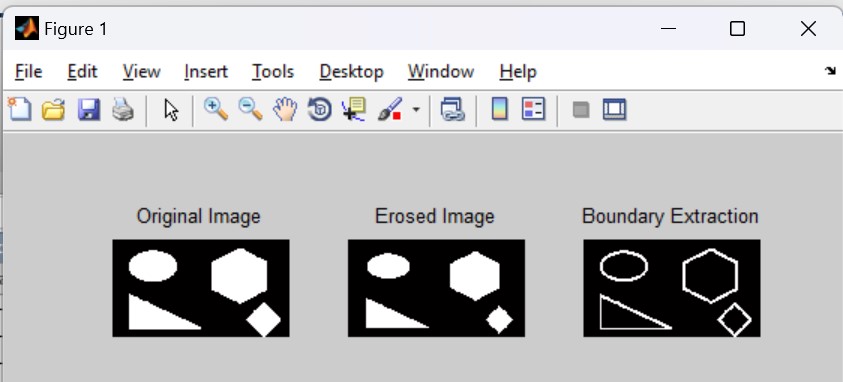 Figure 1
File Edit View Insert Tools Desktop Window Help
Original Image Erosed Image Boundary Extraction